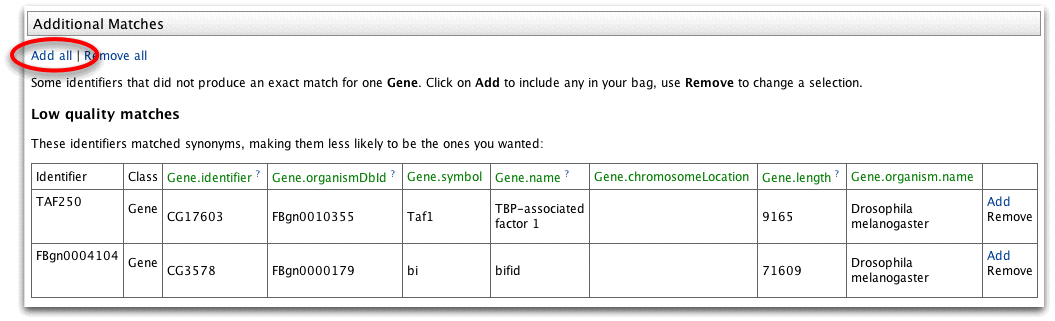 Additional Matches
Add all | Remove all
Some identifiers that did not produce an exact match for one Gene. Click on Add to include any in your bag, use Remove to change a selection.
Low quality matches
These identifiers matched synonyms, making them less likely to be the ones you wanted:
Identifier Class Gene.identifier ? Gene.organismDbId ? Gene.symbol Gene.name ? Gene.chromosomeLocation Gene.length ? Gene.organism.name
TAF250 Gene CG17603 FBgn0010355 Taf1 TBP-associated factor 1 9165 Drosophila melanogaster Add Remove
FBgn0004104 Gene CG3578 FBgn0000179 bi bifid 71609 Drosophila melanogaster Add Remove